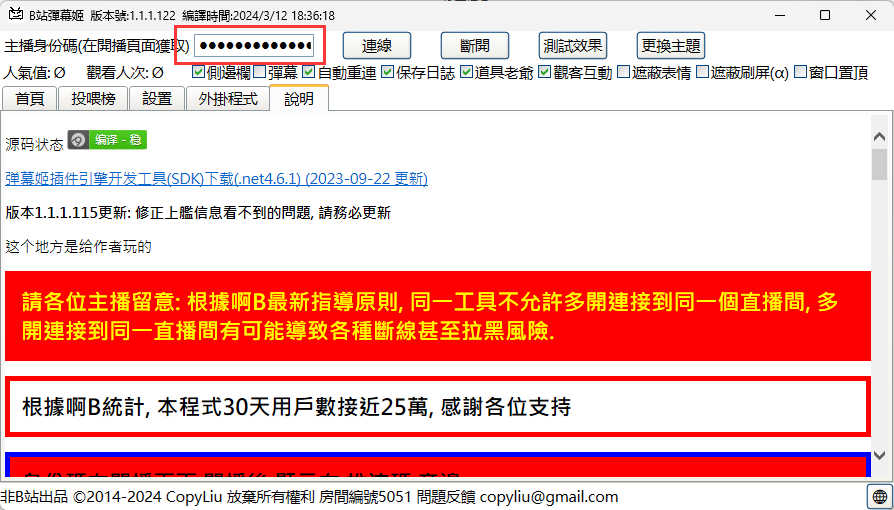 B站彈幕姬 版本號:1.1.1.122 編譯時間:2024/3/12 18:36:18
主播身份碼(在開播頁面獲取) ●●●●●●●●●●●●● 連線 斷開 測試效果 更換主題
人氣值: Ø 觀看人次: Ø 側邊欄 彈幕 自動重連 保存日誌 道具老爺 觀客互動 遮蔽表情 遮蔽刷屏(α) 窗口置頂
首頁 投喂榜 設置 外掛程式 說明
源码状态 编译 - 稳
弹幕姬插件引擎开发工具(SDK)下载(.net4.6.1) (2023-09-22 更新)
版本1.1.1.115更新: 修正上艦信息看不到的問題, 請務必更新
这个地方是给作者玩的
請各位主播留意: 根據啊B最新指導原則, 同一工具不允許多開連接到同一個直播間, 多
開連接到同一直播間有可能導致各種斷線甚至拉黑風險.
根據啊B統計, 本程式30天用戶數接近25萬, 感謝各位支持
非B站出品 ©2014-2024 CopyLiu 放棄所有權利 房間編號5051 問題反饋 copyliu@gmail.com